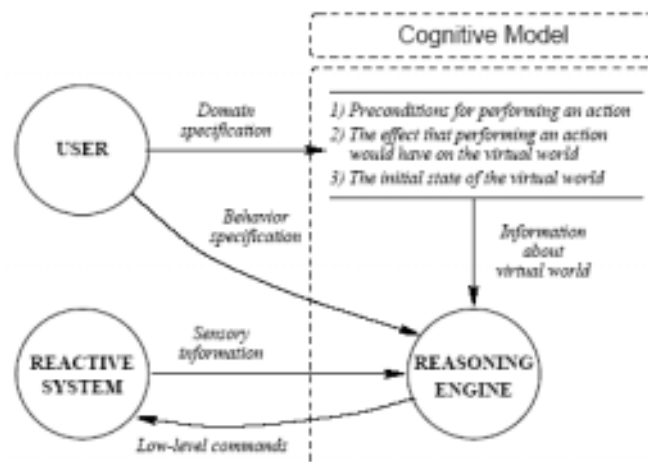 Cognitive Model
Domain
specification
1) Preconditions for performing an action
2) The effect that performing an action
would have on the virtual world
3) The initial state of the virtual world
USER
Behavior
specification
Information
about
virtual world
Sensory
information
REACTIVE
SYSTEM
REASONING
ENGINE
Low-level commands